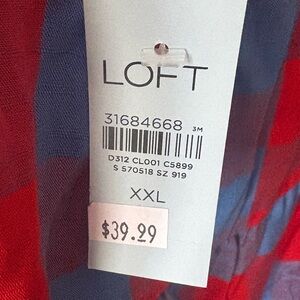 LOFT
31684668 3M
D312 CL001 C5899
S 570518 SZ 919
XXL
$39.29